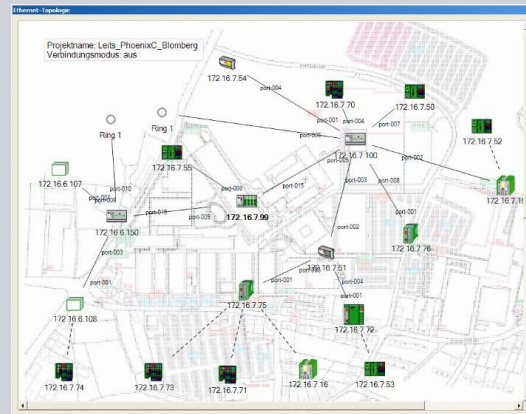 Ethernet-Topologie
Projektname: Leits_PhoenixC_Blomberg
Verbindungsmodus: aus
172.16.7.54
port-004
172.16.7.70
172.16.7.50
port-001
port-004
port-007
Ring 1
Ring 1
172.16.7.52
172.16.7.100
port-002
172.16.7.55
172.16.6.107
port-010
port-015
port-003
port-008
172.16.7.99
port-015
port-009
port-001
172.16.6.150
port-002
172.16.7.76
port-003
172.16.7.51
port-001
port-004
172.16.7.75
port-001
172.16.6.108
172.16.7.72
172.16.7.74
172.16.7.73
172.16.7.71
172.16.7.16
172.16.7.53